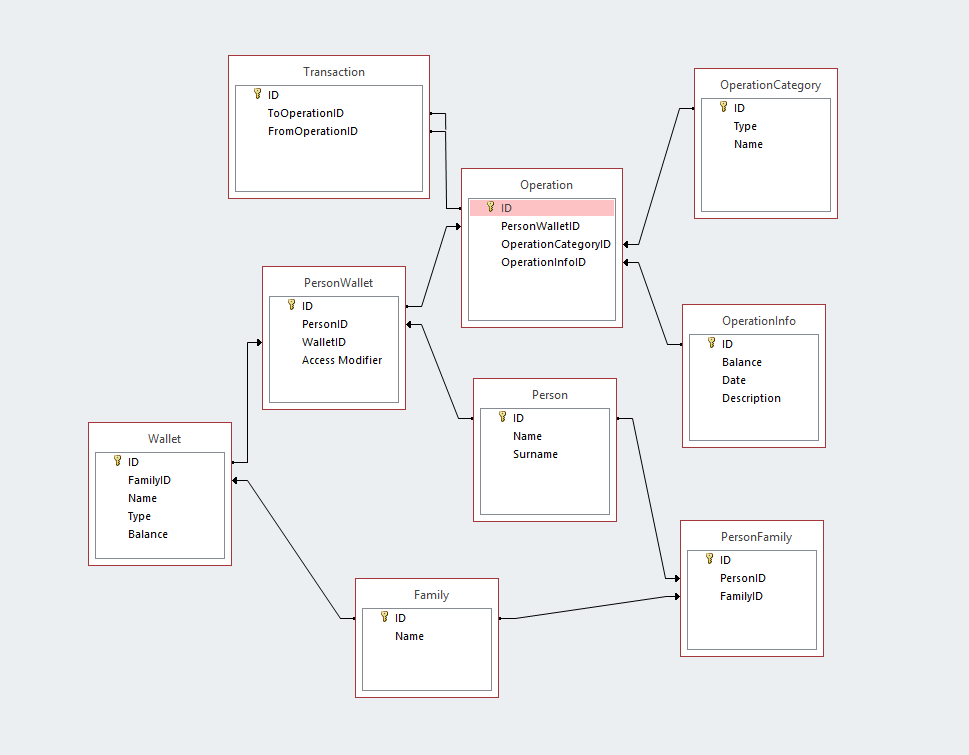 Transaction
ID
ToOperationID
FromOperationID
OperationCategory
ID
Type
Name
Operation
ID
PersonWalletID
OperationCategoryID
OperationInfoID
PersonWallet
ID
PersonID
WalletID
Access Modifier
OperationInfo
ID
Balance
Date
Description
Person
ID
Name
Surname
Wallet
ID
FamilyID
Name
Type
Balance
PersonFamily
ID
PersonID
FamilyID
Family
ID
Name